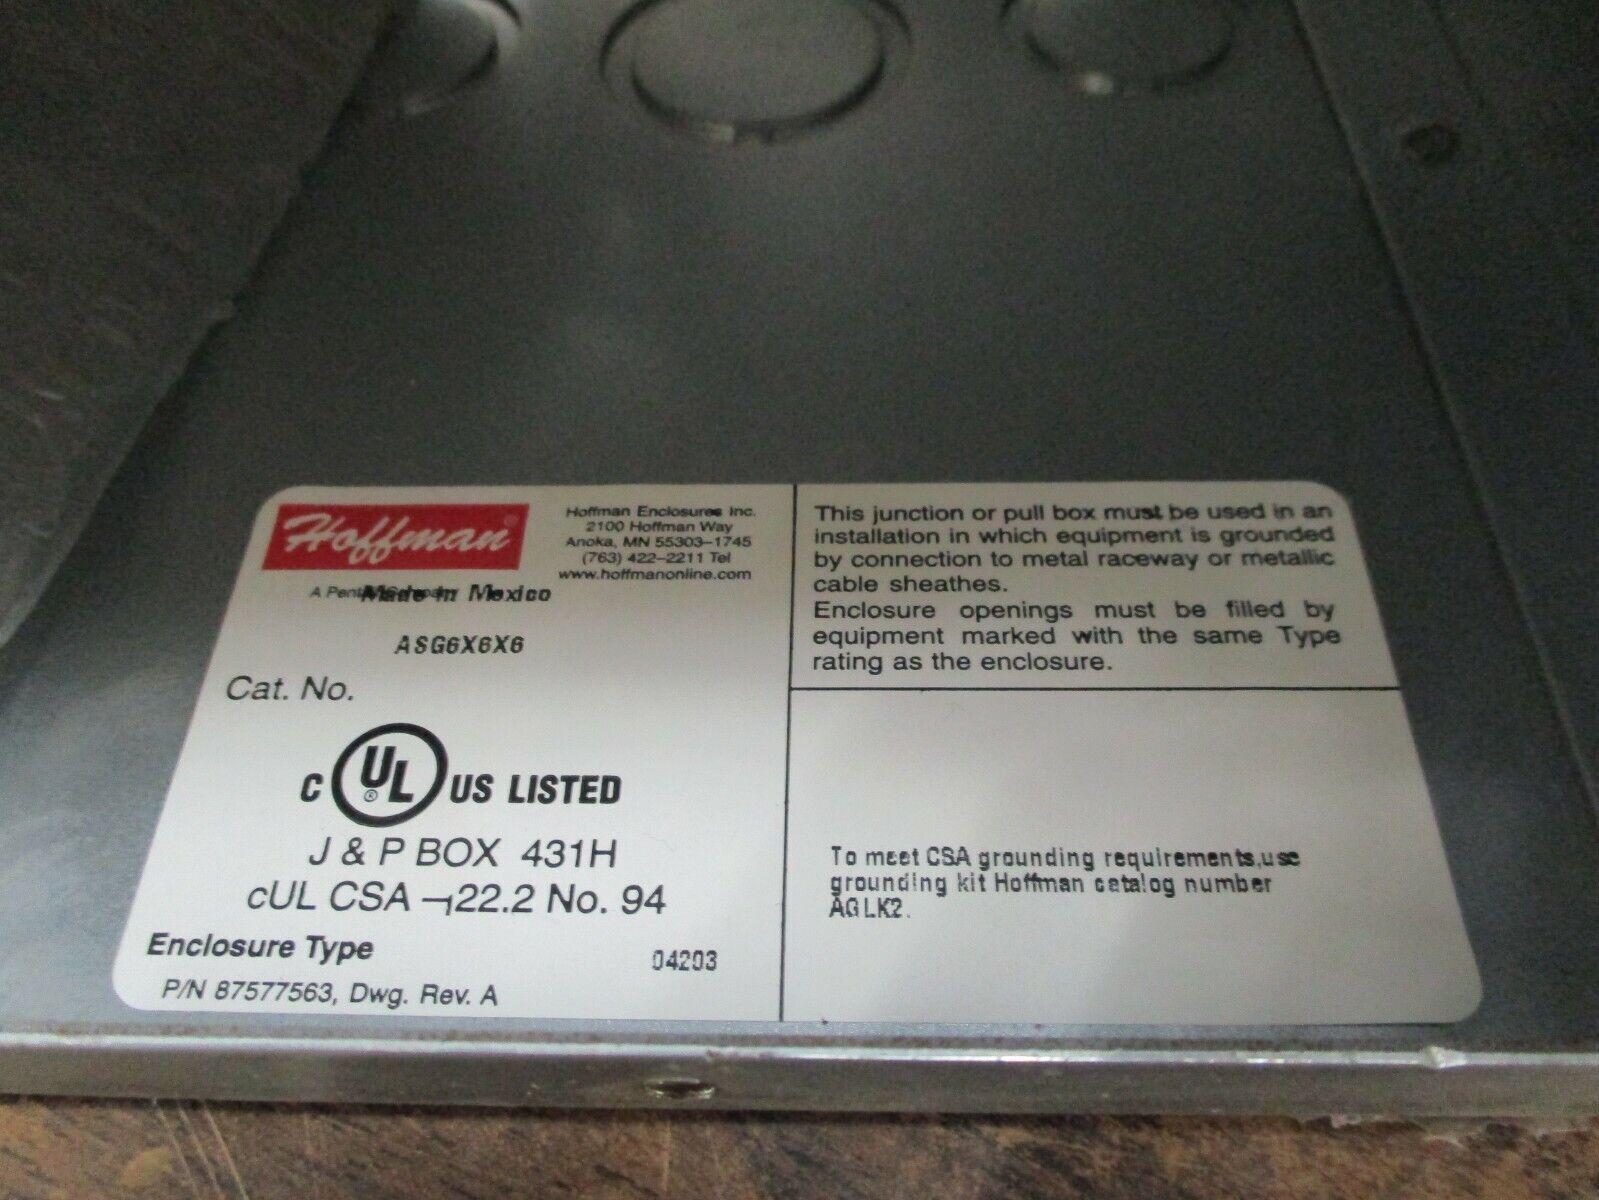 Hoffman®
Hoffman Enclosures Inc.
2100 Hoffman Way
Anoka, MN 55303-1745
(763) 422-2211 Tel
www.hoffmanonline.com
A Pentair Company
Made in Mexico
ASG6X6X6
Cat. No.
C UL® US LISTED
J & P BOX 431H
cUL CSA ¬22.2 No. 94
Enclosure Type
04203
P/N 87577563, Dwg. Rev. A
This junction or pull box must be used in an
installation in which equipment is grounded
by connection to metal raceway or metallic
cable sheathes.
Enclosure openings must be filled by
equipment marked with the same Type
rating as the enclosure.
To meet CSA grounding requirements,use
grounding kit Hoffman catalog number
AGLK2.